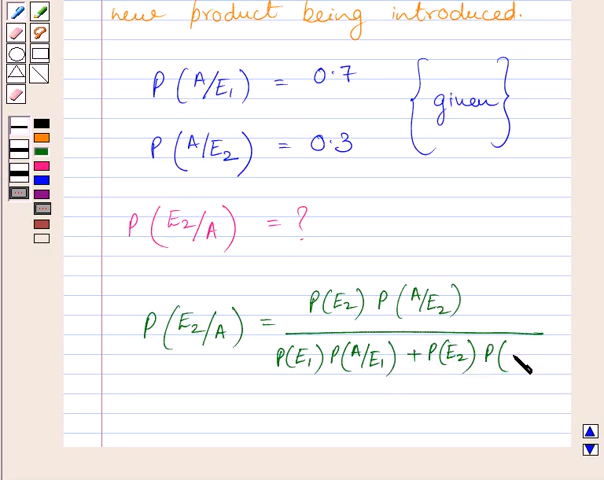 new product being introduced.
P(A/E₁) = 0.7 {given}
P(A/E₂) = 0.3
P(E₂/A) = ?
P(E₂/A) = P(E₂) P(A/E₂)
P(E₁) P(A/E₁) + P(E₂) P(